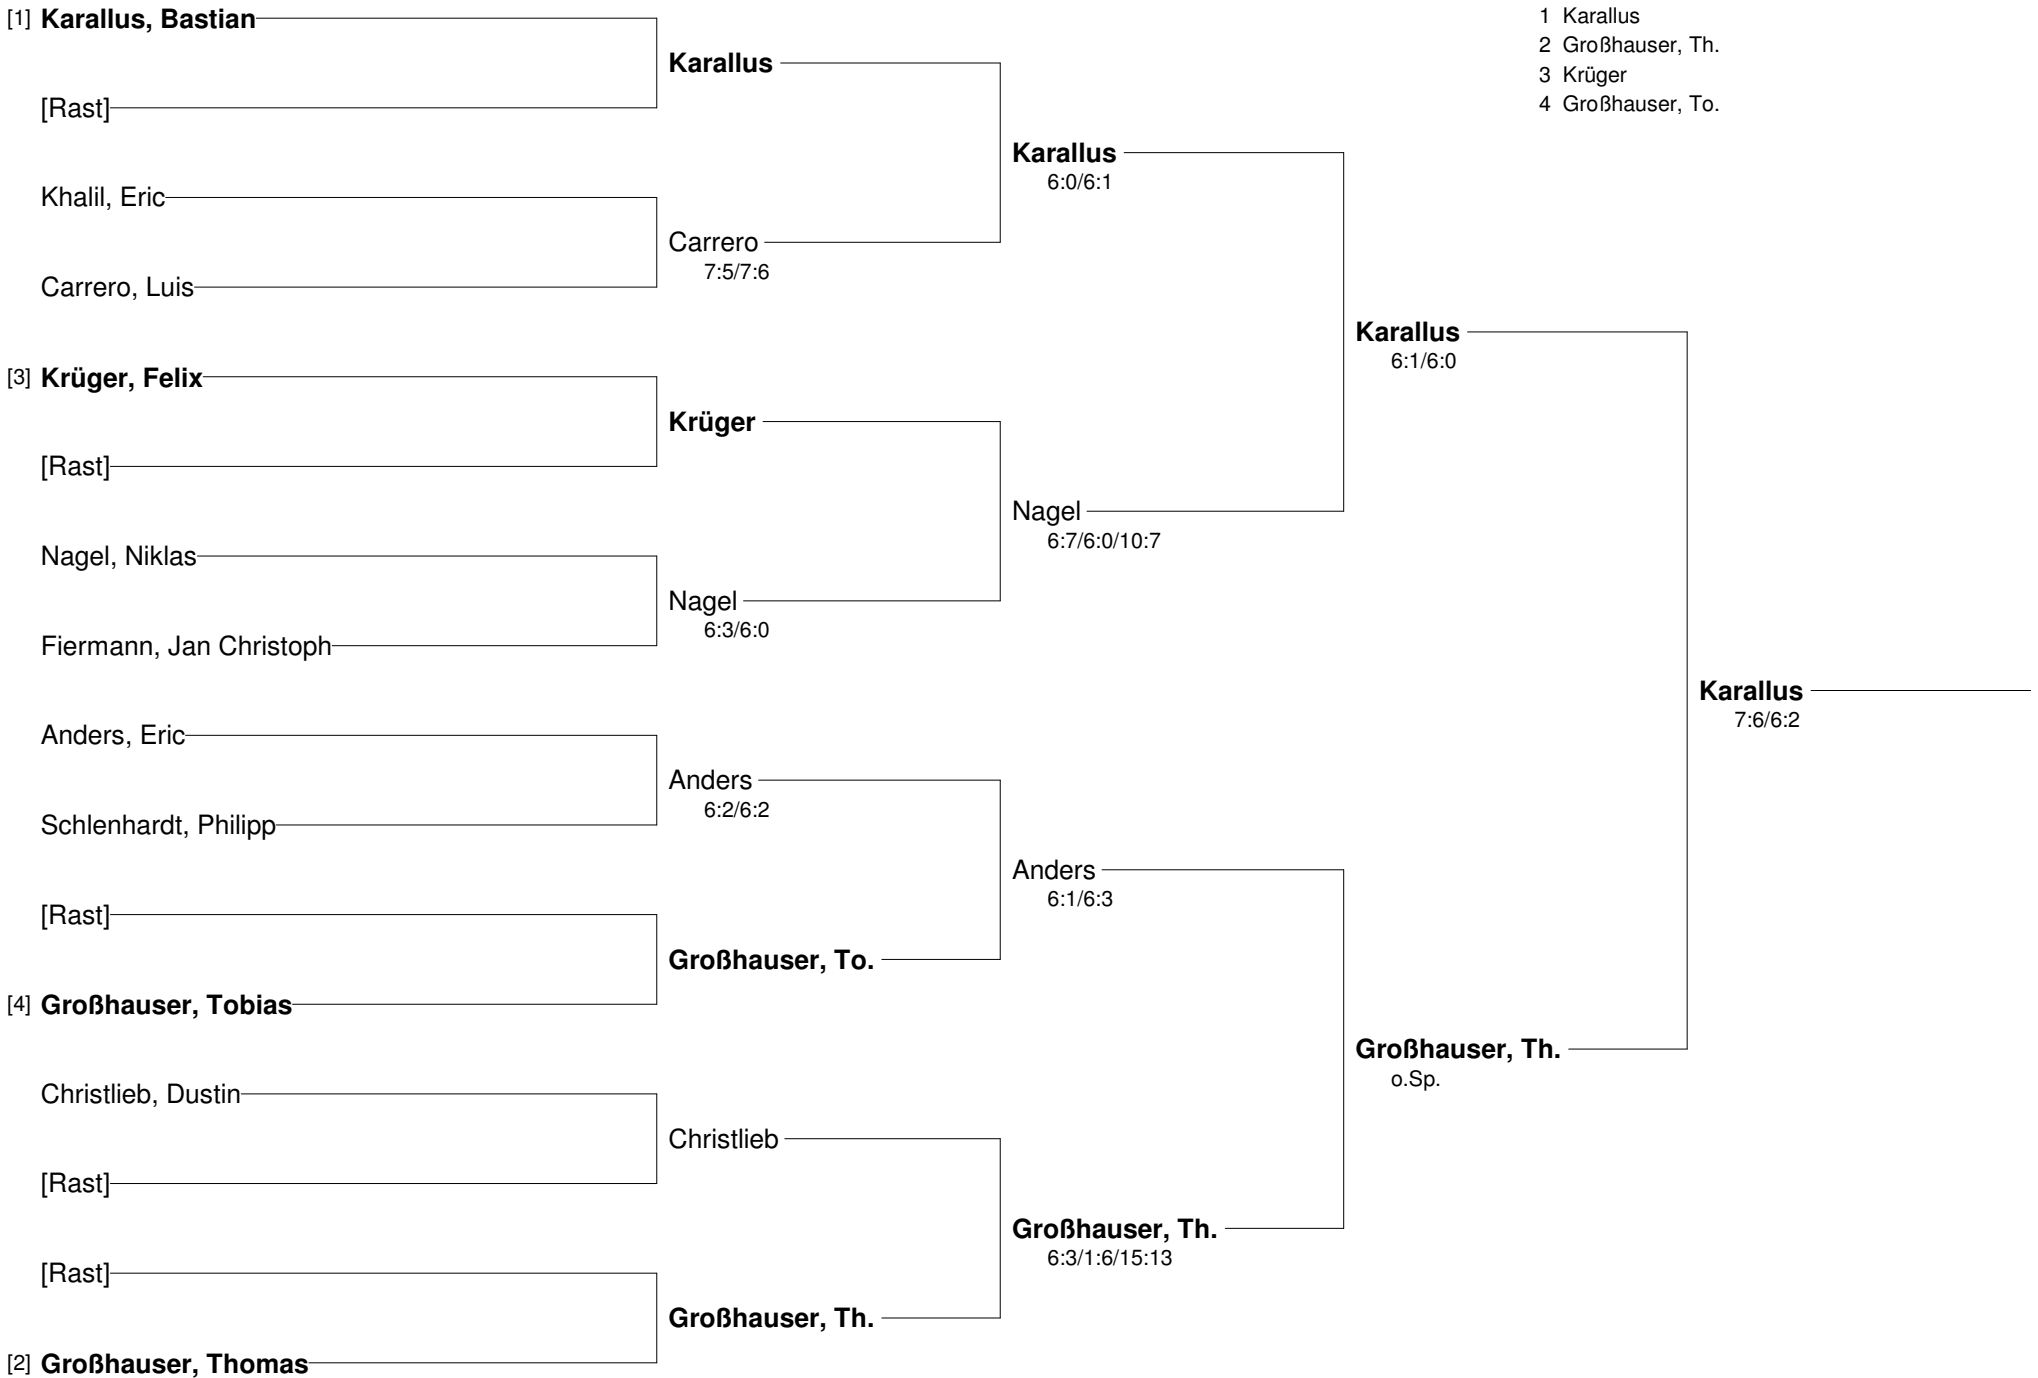 [1] Karallus, Bastian
[Rast]
Khalil, Eric
Carrero, Luis
[3] Krüger, Felix
[Rast]
Nagel, Niklas
Fiermann, Jan Christoph
Anders, Eric
Schlenhardt, Philipp
[Rast]
[4] Großhauser, Tobias
Christlieb, Dustin
[Rast]
[Rast]
[2] Großhauser, Thomas
Karallus
Carrero
7:5/7:6
Krüger
Nagel
6:3/6:0
Anders
6:2/6:2
Großhauser, To.
Christlieb
Großhauser, Th.
Karallus
6:0/6:1
Nagel
6:7/6:0/10:7
Anders
6:1/6:3
Großhauser, Th.
6:3/1:6/15:13
Karallus
6:1/6:0
Großhauser, Th.
o.Sp.
Karallus
7:6/6:2
1 Karallus
2 Großhauser, Th.
3 Krüger
4 Großhauser, To.